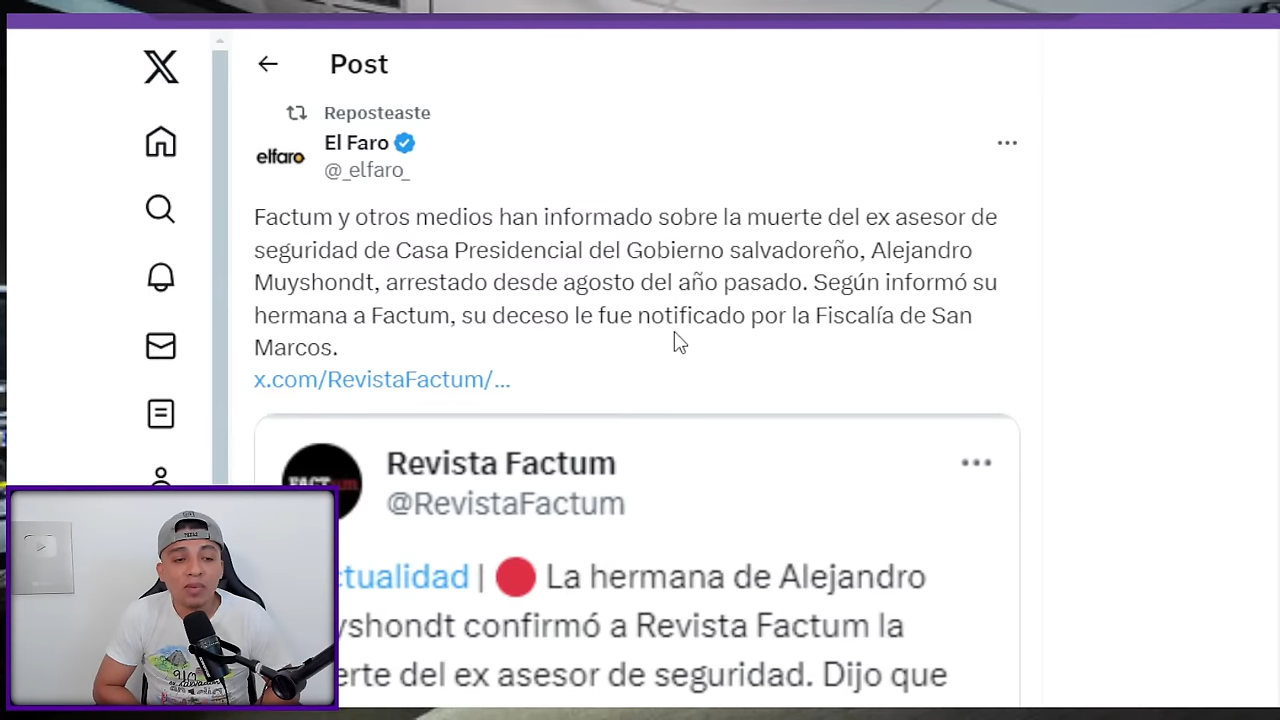 Post
Reposteaste
El Faro
elfaro
@_elfaro_
Factum y otros medios han informado sobre la muerte del ex asesor de
seguridad de Casa Presidencial del Gobierno salvadoreño, Alejandro
Muyshondt, arrestado desde agosto del año pasado. Según informó su
hermana a Factum, su deceso le fue notificado por la Fiscalía de San
Marcos.
x.com/RevistaFactum/...
Revista Factum
@RevistaFactum
ctualidad | 🔴 La hermana de Alejandro
yshondt confirmó a Revista Factum la
erte del ex asesor de seguridad. Dijo que